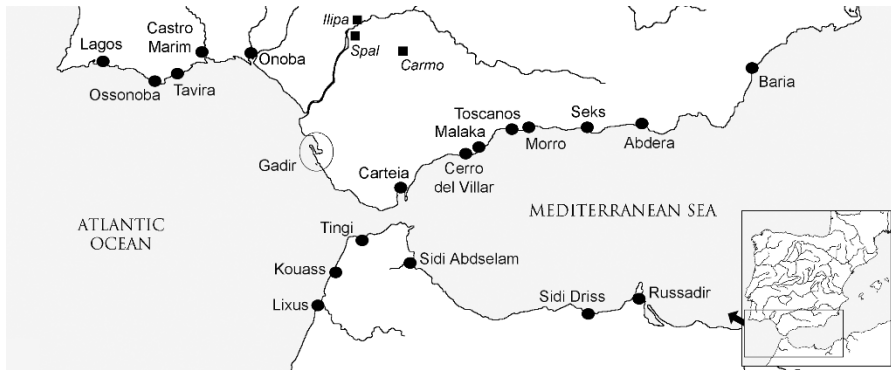 Ilipa
Castro
Marim
Lagos
Spal
Onoba
Carmo
Ossonoba
Tavira
Baria
Toscanos
Seks
Malaka
Morro
Abdera
Gadir
Carteia
Cerro
del Villar
ATLANTIC
OCEAN
MEDITERRANEAN SEA
Tingi
Sidi Abdselam
Kouass
Lixus
Sidi Driss
Russadir